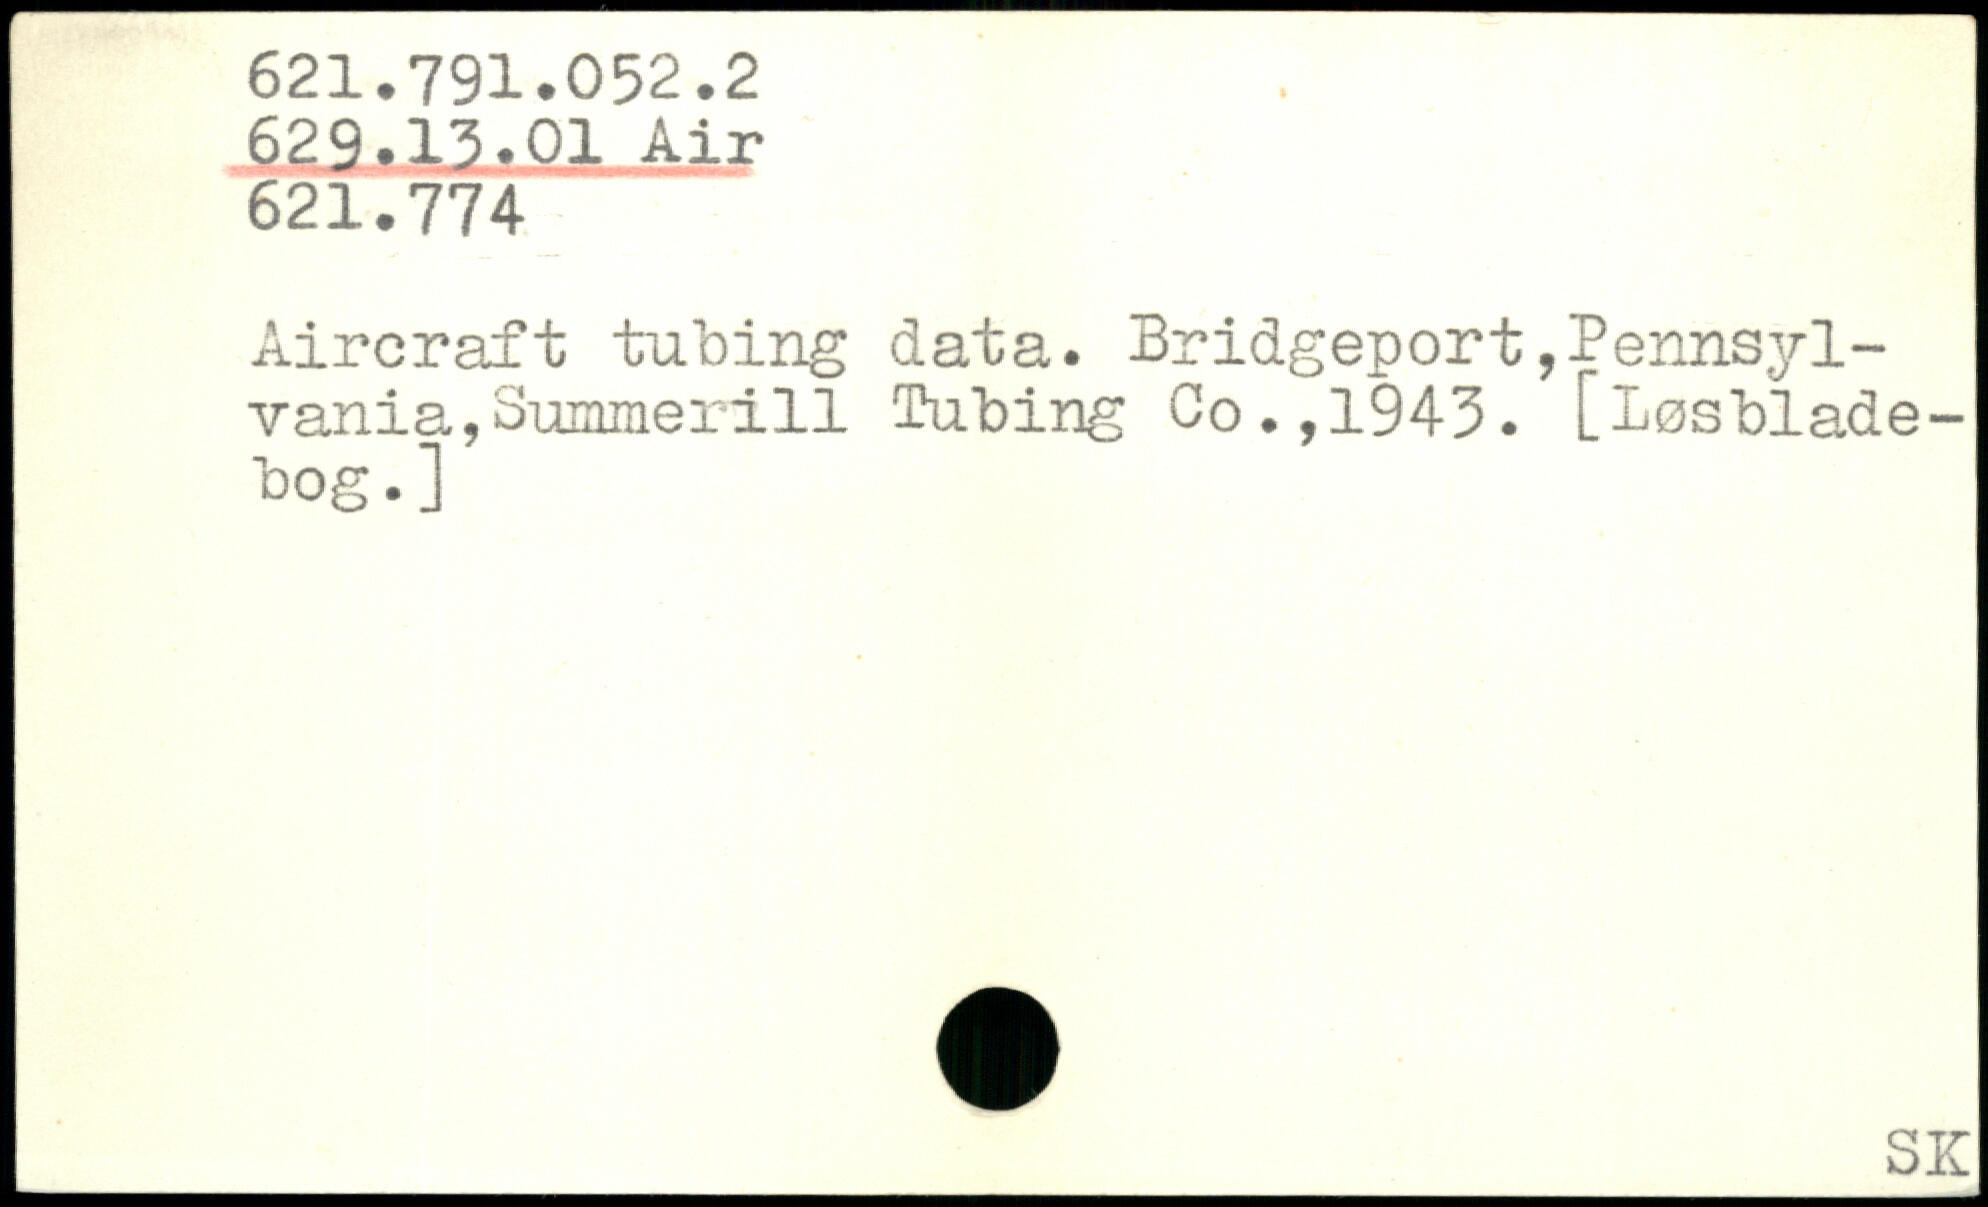 621.791.052.2
629.13.01 Air
621.774
Aircraft tubing data. Bridgeport,Pennsyl-
vania,Summerill Tubing Co.,1943. [Løsblade-
bog.]
SK